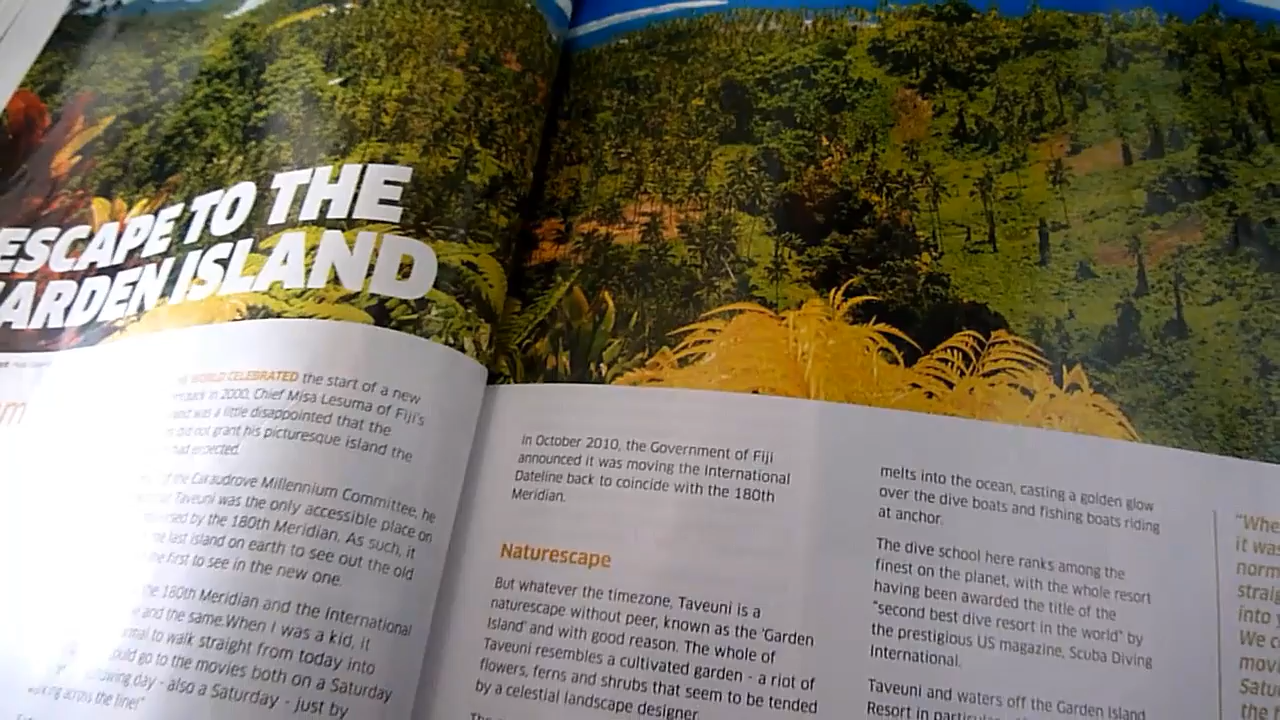 ESCAPE TO THE
ARDEN ISLAND
WORLD CELEBRATED the start of a new
back in 2000, Chief Misa Lesuma of Fiji's
was a little disappointed that the
did not grant his picturesque island the
had expected.
of the Cakaudrove Millennium Committee, he
Taveuni was the only accessible place on
by the 180th Meridian. As such, it
last island on earth to see out the old
the first to see in the new one.
the 180th Meridian and the International
and the same. When I was a kid, it
to walk straight from today into
could go to the movies both on a Saturday
day - also a Saturday - just by
walking across the line!"
In October 2010, the Government of Fiji
announced it was moving the International
Dateline back to coincide with the 180th
Meridian.
Naturescape
But whatever the timezone, Taveuni is a
naturescape without peer, known as the 'Garden
Island' and with good reason. The whole of
Taveuni resembles a cultivated garden - a riot of
flowers, ferns and shrubs that seem to be tended
by a celestial landscape designer.
melts into the ocean, casting a golden glow
over the dive boats and fishing boats riding
at anchor.
The dive school here ranks among the
finest on the planet, with the whole resort
having been awarded the title of the
"second best dive resort in the world" by
the prestigious US magazine, Scuba Diving
International.
Taveuni and waters off the Garden Island
Resort in
"Whe
it was
norm
straig
into
We c
movi
Satu
the